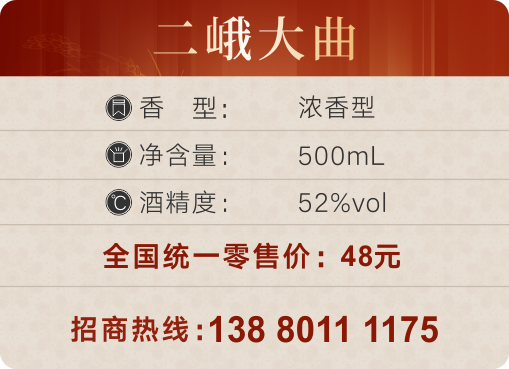 二峨大曲
香 型： 浓香型
净含量： 500mL
℃ 酒精度： 52%vol
全国统一零售价：48元
招商热线:138 8011 1175